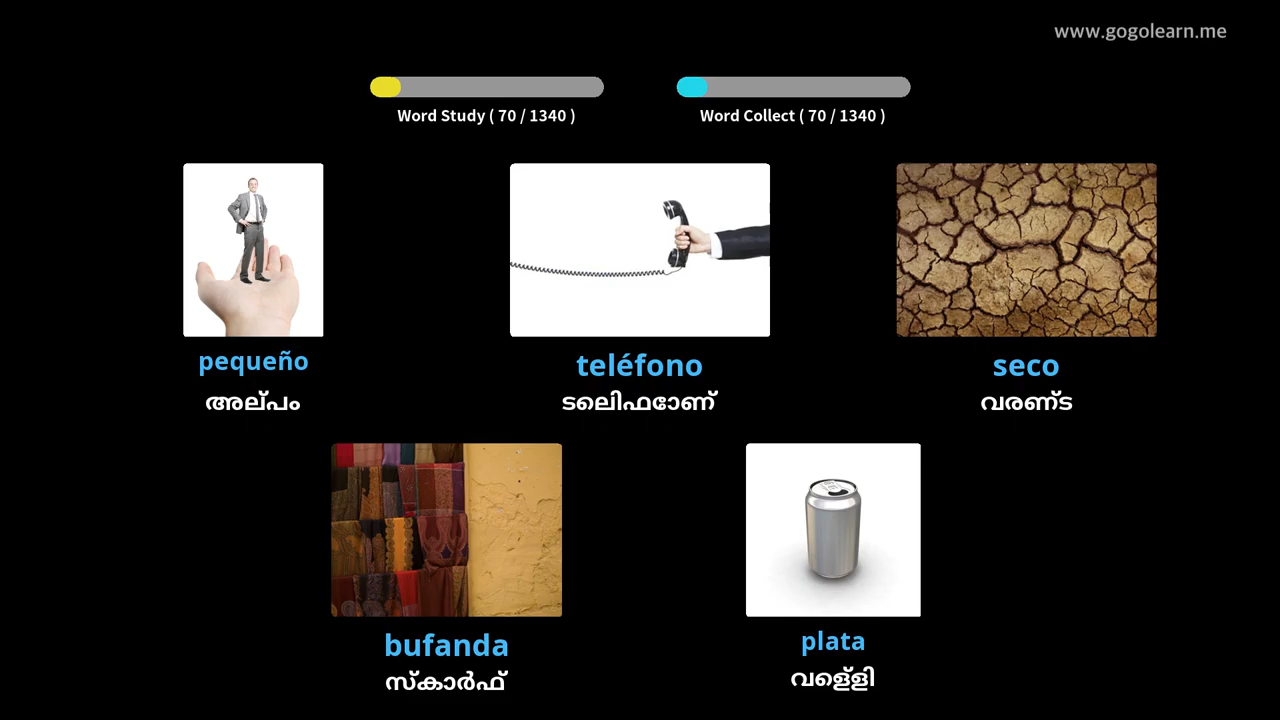 www.gogolearn.me
Word Study ( 70 / 1340 )
Word Collect ( 70 / 1340 )
pequeño
അല്പം
teléfono
ടെലിഫോണ്
seco
വരണ്ട
bufanda
സ്കാർഫ്
plata
വെള്ളി